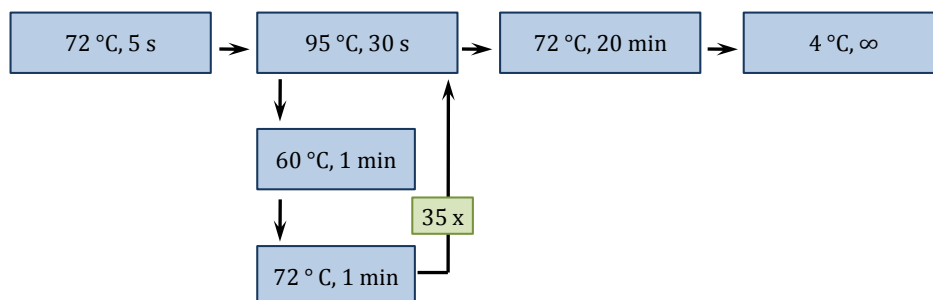 72 °C, 5 s
95 °C, 30 s
72 °C, 20 min
4 °C, ∞
60 °C, 1 min
35 x
72 ° C, 1 min